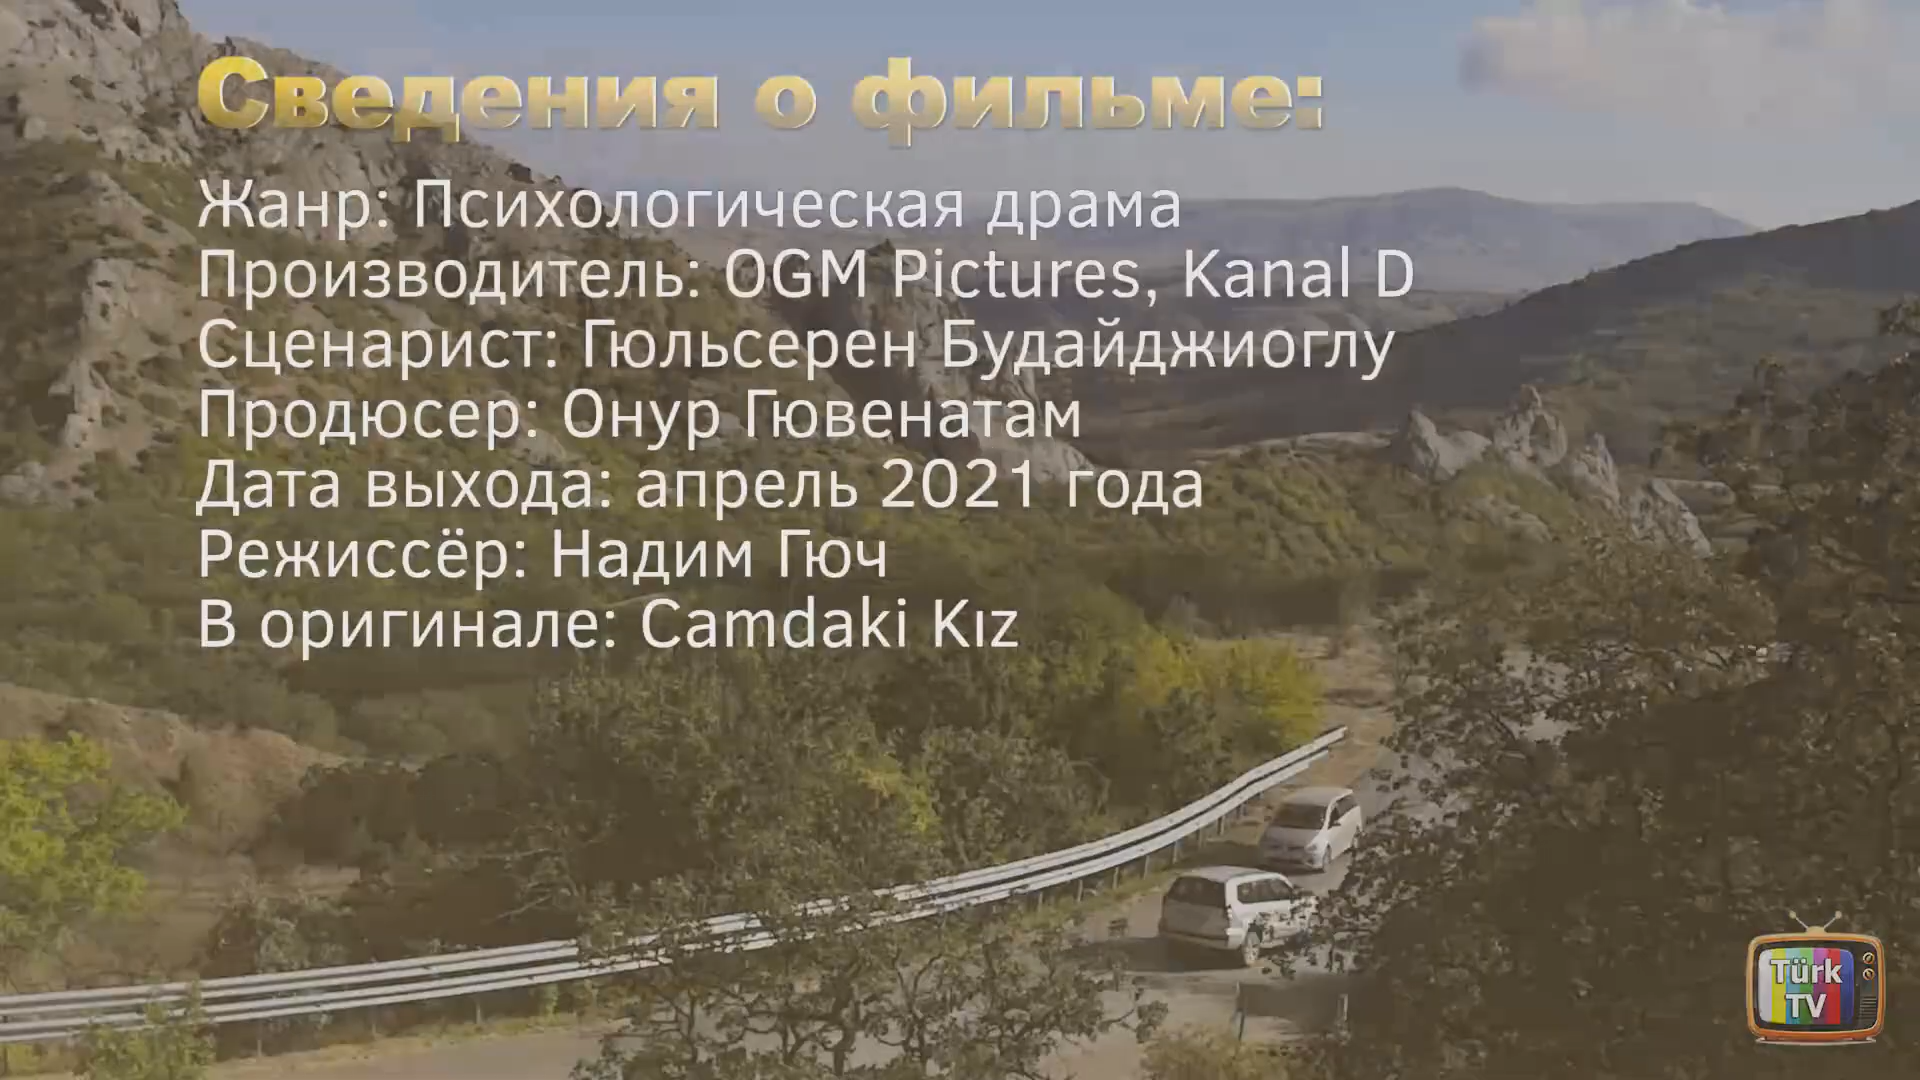 Сведения о фильме:
Жанр: Психологическая драма
Производитель: OGM Pictures, Kanal D
Сценарист: Гюльсерен Будайджиоглу
Продюсер: Онур Гювенатам
Дата выхода: апрель 2021 года
Режиссёр: Надим Гюч
В оригинале: Camdaki Kız
Türk
TV